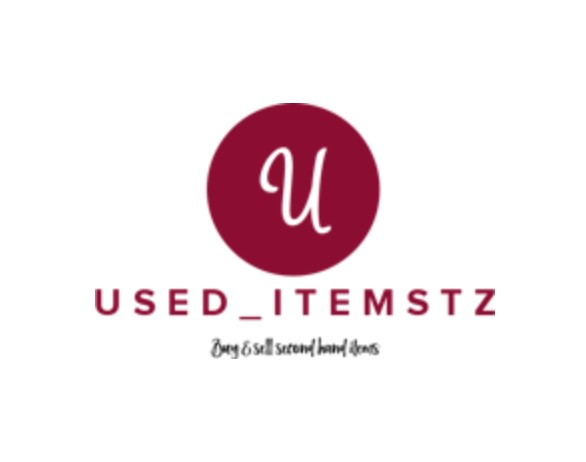 U
USED_ITEMSTZ
Buy & sell second hand items